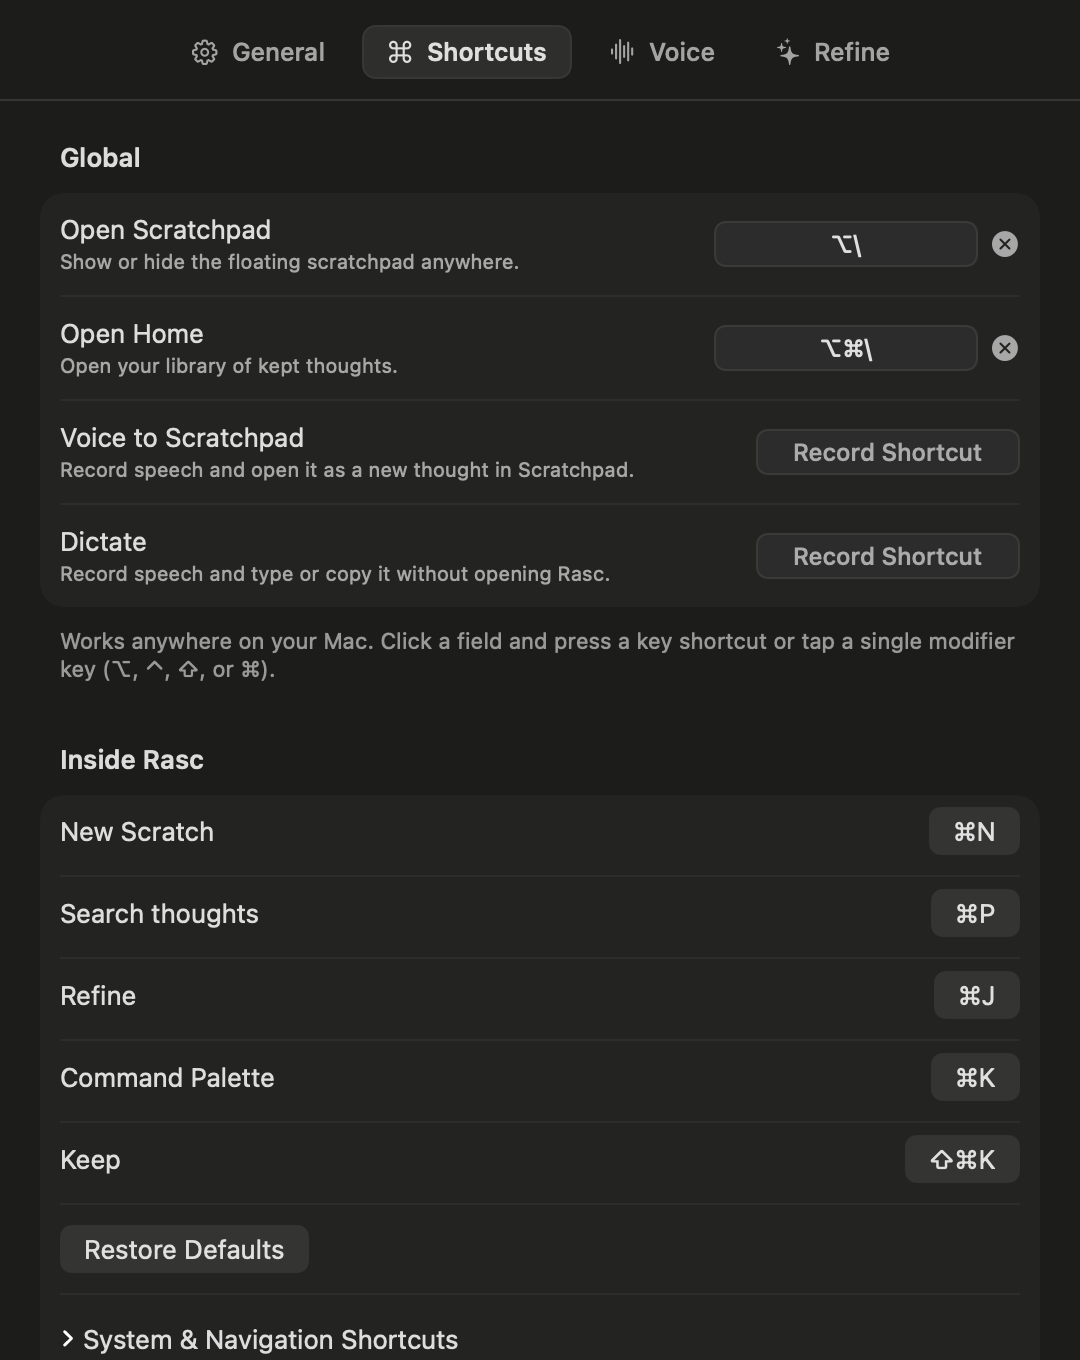 General
Shortcuts
Voice
Refine
Global
Open Scratchpad
Show or hide the floating scratchpad anywhere.
⌥\
Open Home
Open your library of kept thoughts.
⌥⌘\
Voice to Scratchpad
Record speech and open it as a new thought in Scratchpad.
Record Shortcut
Dictate
Record speech and type or copy it without opening Rasc.
Record Shortcut
Works anywhere on your Mac. Click a field and press a key shortcut or tap a single modifier
key (⌥, ^, ⇧, or ⌘).
Inside Rasc
New Scratch
⌘N
Search thoughts
⌘P
Refine
⌘J
Command Palette
⌘K
Keep
⇧⌘K
Restore Defaults
System & Navigation Shortcuts